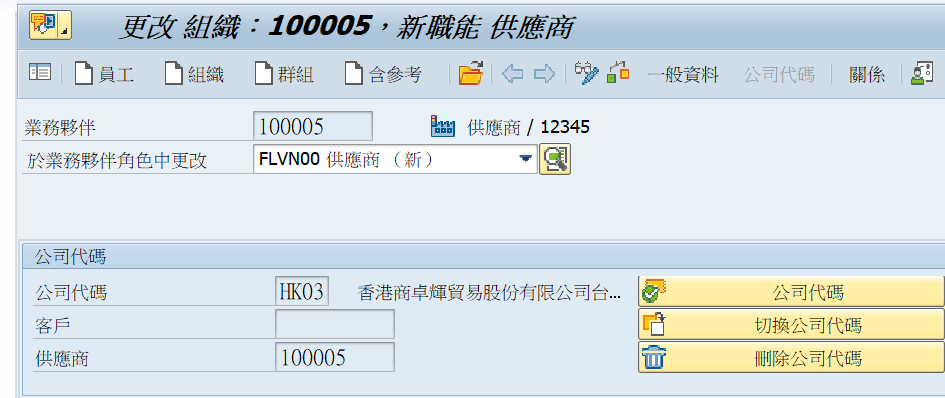 更改 組織：100005，新職能 供應商
員工 組織 群組 含參考 一般資料 公司代碼 關係
業務夥伴 100005 供應商 / 12345
於業務夥伴角色中更改 FLVN00 供應商 （新）
公司代碼
公司代碼 HK03 香港商卓輝貿易股份有限公司台... 公司代碼
客戶 切換公司代碼
供應商 100005 刪除公司代碼